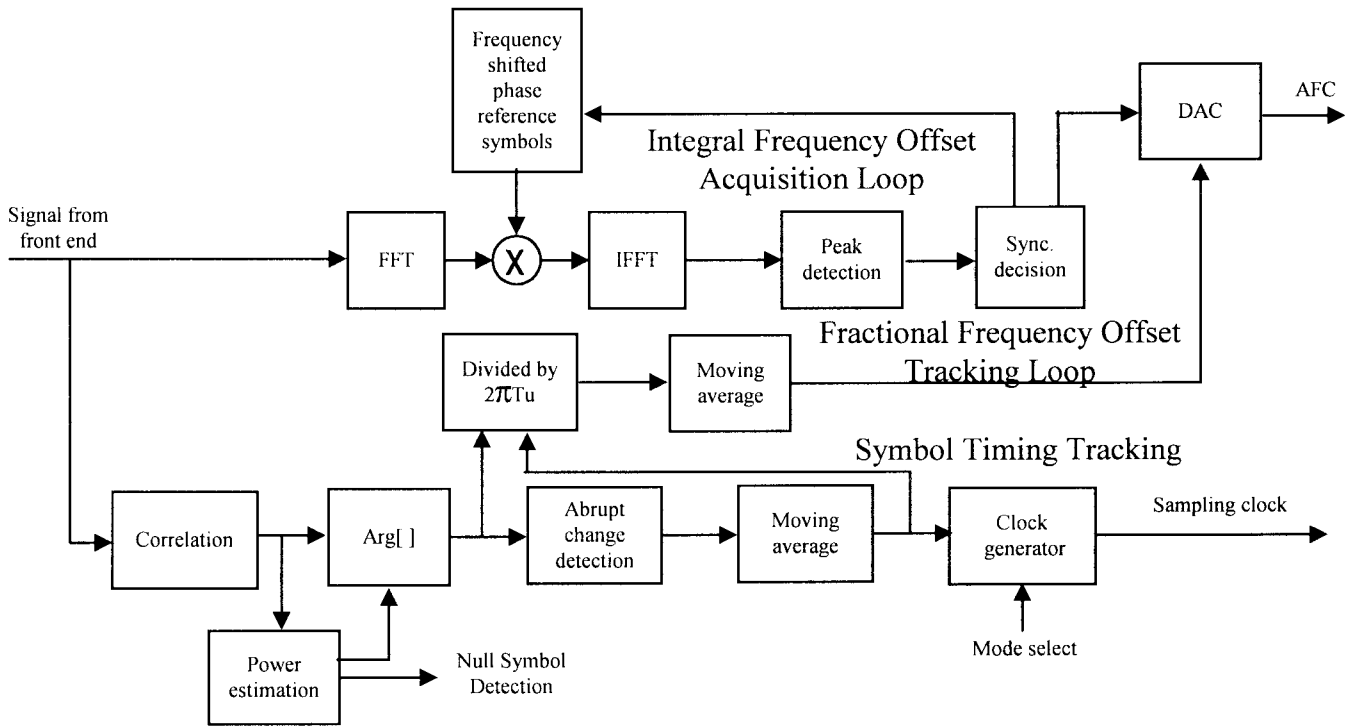 Frequency
shifted
phase
reference
symbols
DAC
AFC
Integral Frequency Offset
Acquisition Loop
Signal from
front end
FFT
X
IFFT
Peak
detection
Sync.
decision
Fractional Frequency Offset
Tracking Loop
Divided by
2πTu
Moving
average
Symbol Timing Tracking
Correlation
Arg[ ]
Abrupt
change
detection
Moving
average
Clock
generator
Sampling clock
Mode select
Power
estimation
Null Symbol
Detection